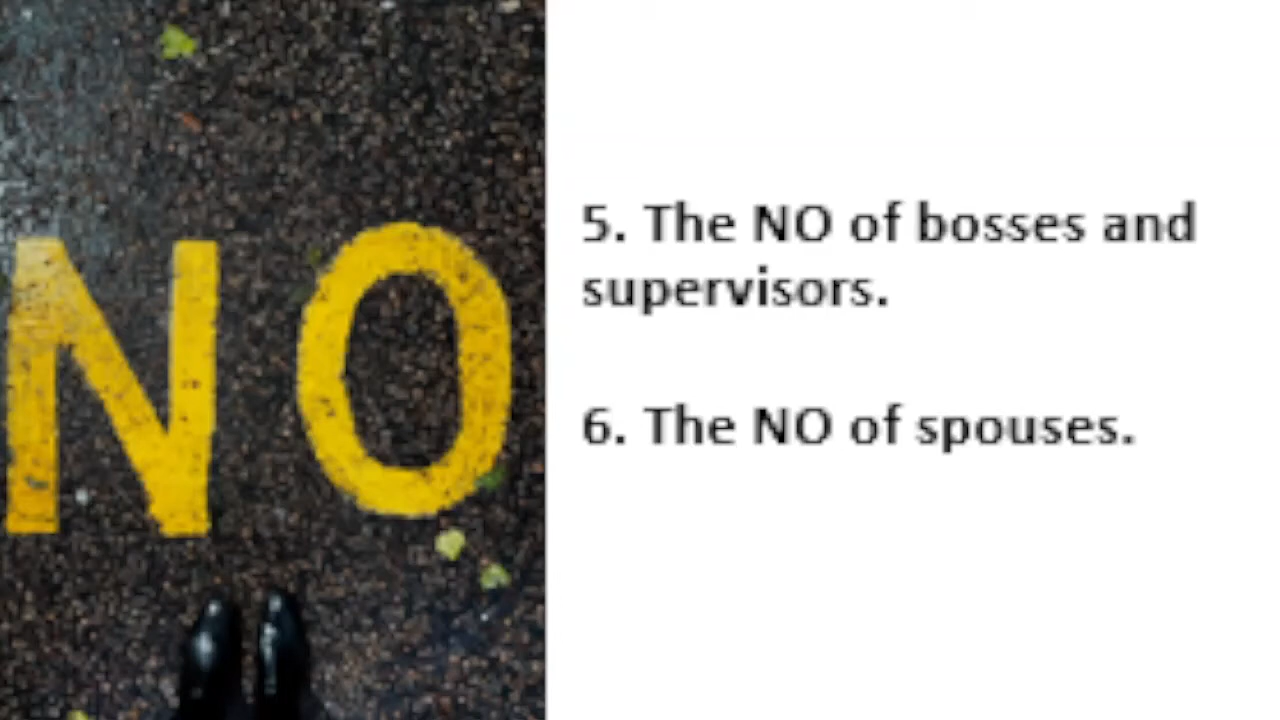 NO
5. The NO of bosses and
supervisors.
6. The NO of spouses.